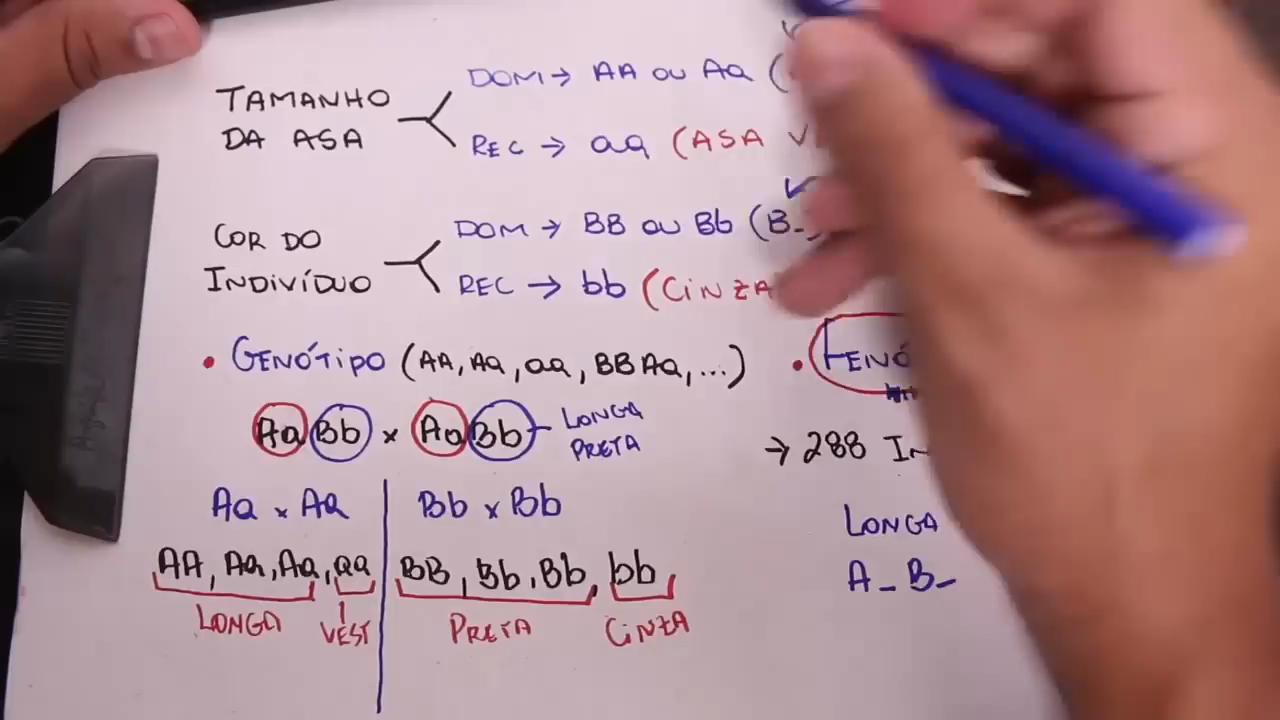 TAMANHO
DA ASA
DOM → AA OU Aa (
REC → aa (ASA
COR DO
INDIVÍDUO
DOM → BB OU Bb (B_
REC → bb (CINZA
• GENÓTIPO (AA, Aa, aa, BBAa, ...)
AaBb x AaBb
LONGA
PRETA
→ 288
Aa x Aa
Bb x Bb
LONGA
A_B_
AA, Aa, Aa, aa
BB, Bb, Bb, bb
LONGA
VEST
PRETA
CINZA